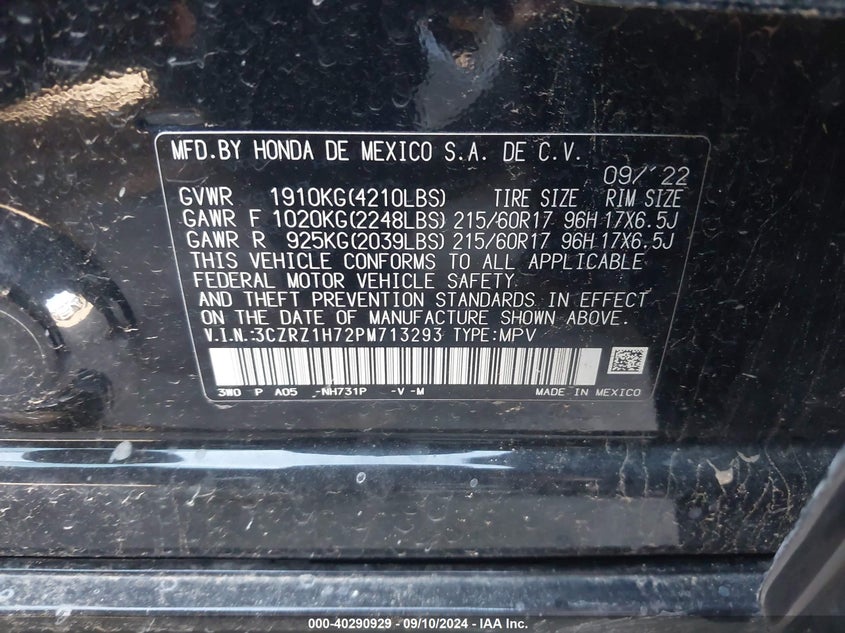 MFD.BY HONDA DE MEXICO S.A. DE C.V.
09/'22
GVWR 1910KG(4210LBS) TIRE SIZE RIM SIZE
GAWR F 1020KG(2248LBS) 215/60R17 96H 17X6.5J
GAWR R 925KG(2039LBS) 215/60R17 96H 17X6.5J
THIS VEHICLE CONFORMS TO ALL APPLICABLE
FEDERAL MOTOR VEHICLE SAFETY
AND THEFT PREVENTION STANDARDS IN EFFECT
ON THE DATE OF MANUFACTURE SHOWN ABOVE.
V.I.N.:3CZRZ1H72PM713293 TYPE:MPV
3W0 P A05 -NH731P -V -M MADE IN MEXICO
000-40290929 - 09/10/2024 - IAA Inc.